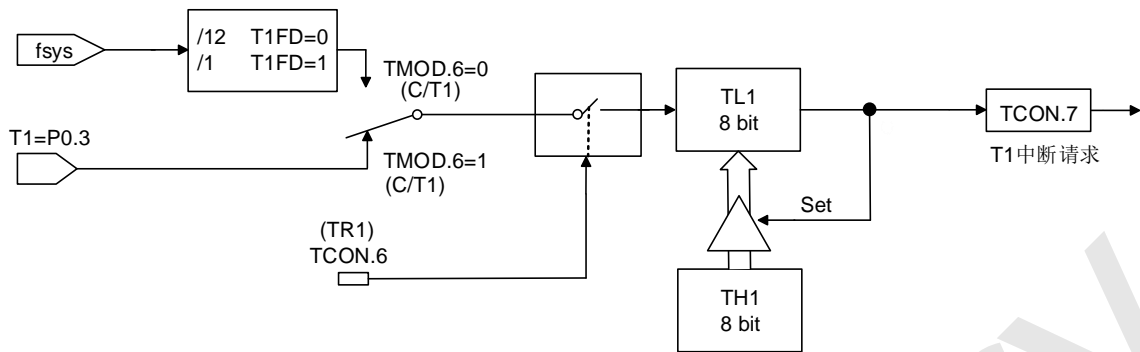 fsys
/12 T1FD=0
/1 T1FD=1
TMOD.6=0
(C/T1)
T1=P0.3
TMOD.6=1
(C/T1)
(TR1)
TCON.6
TL1
8 bit
TCON.7
T1中断请求
Set
TH1
8 bit